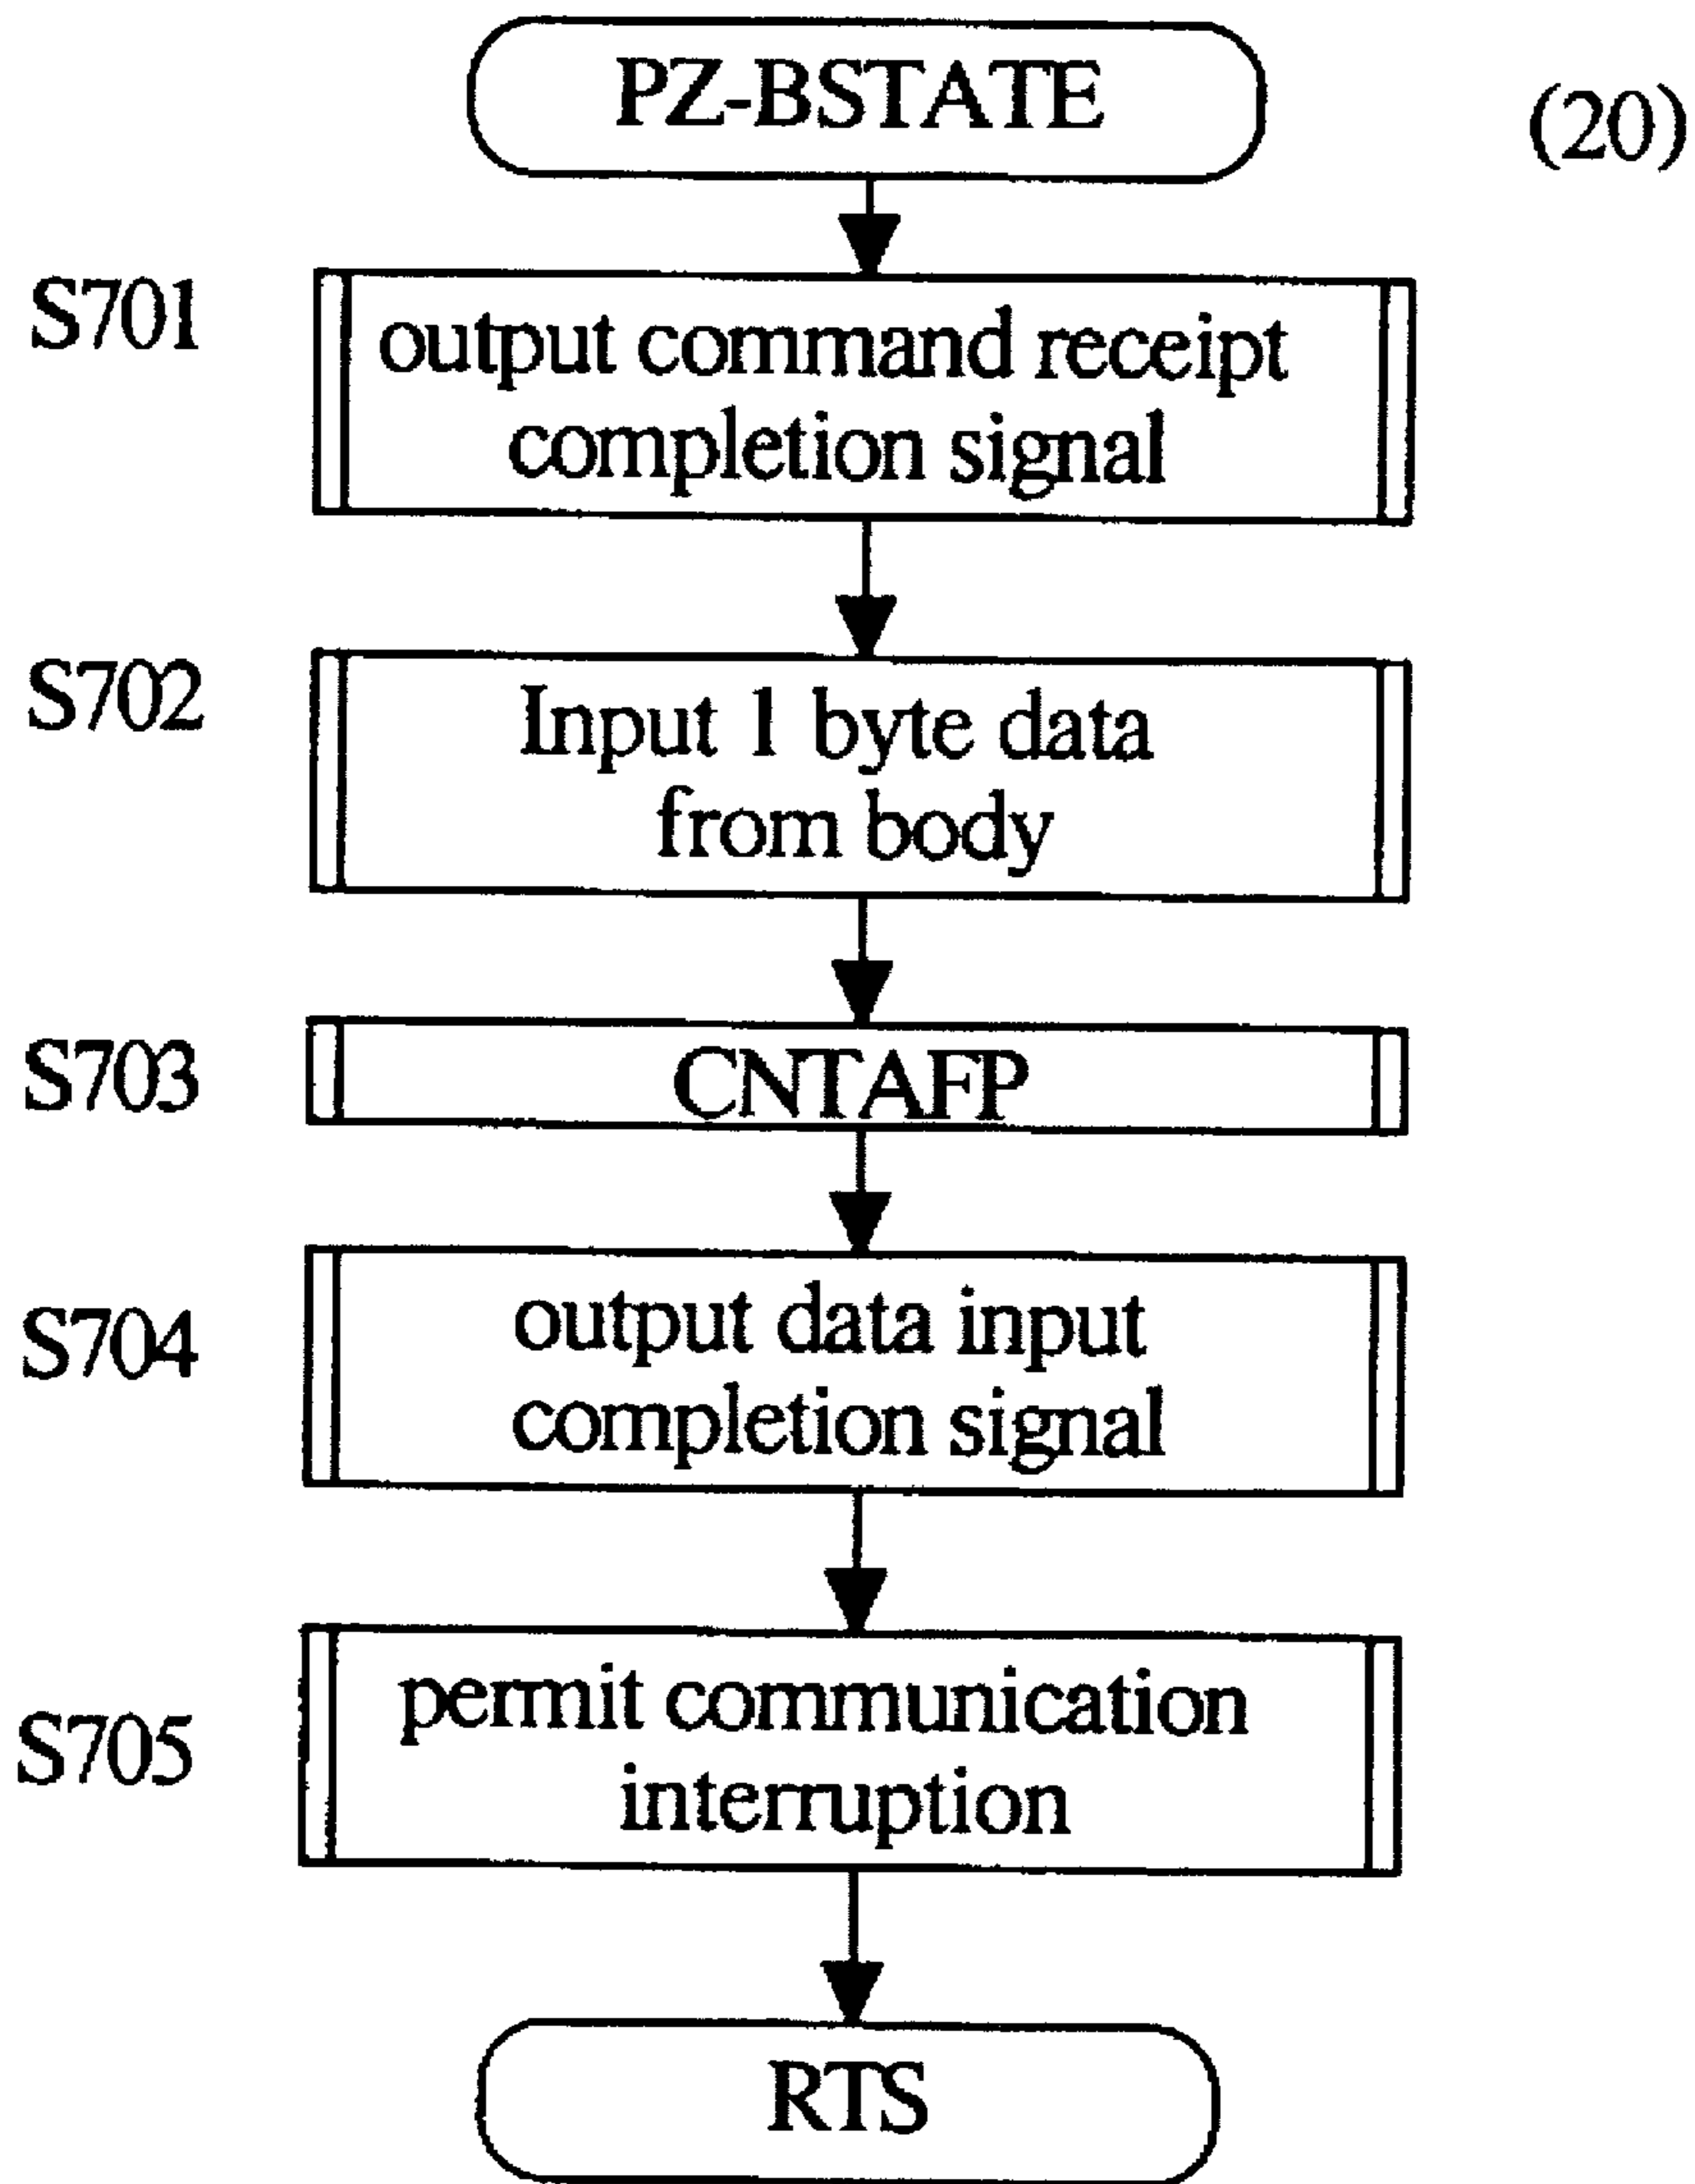 PZ-BSTATE
(20)
S701
output command receipt
completion signal
S702
Input 1 byte data
from body
S703
CNTAFP
S704
output data input
completion signal
S705
permit communication
interruption
RTS